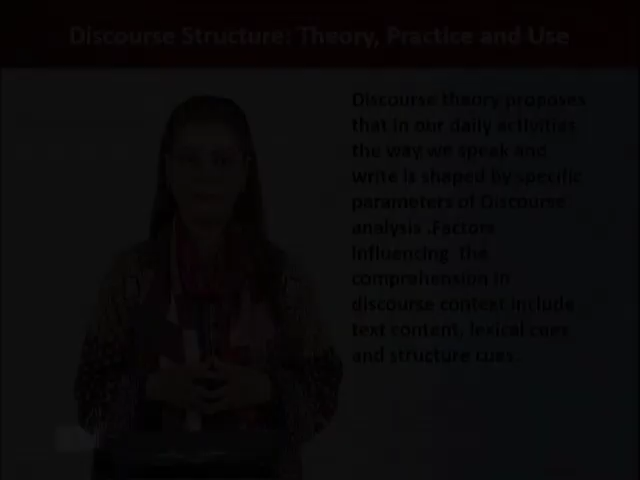 Discourse Structure: Theory, Practice and Use
Discourse theory proposes
that in our daily activities
the way we speak and
write is shaped by specific
parameters of Discourse
analysis .Factors
Influencing The
comprehension in
discourse context include
text content, lexical cues
and structure cues